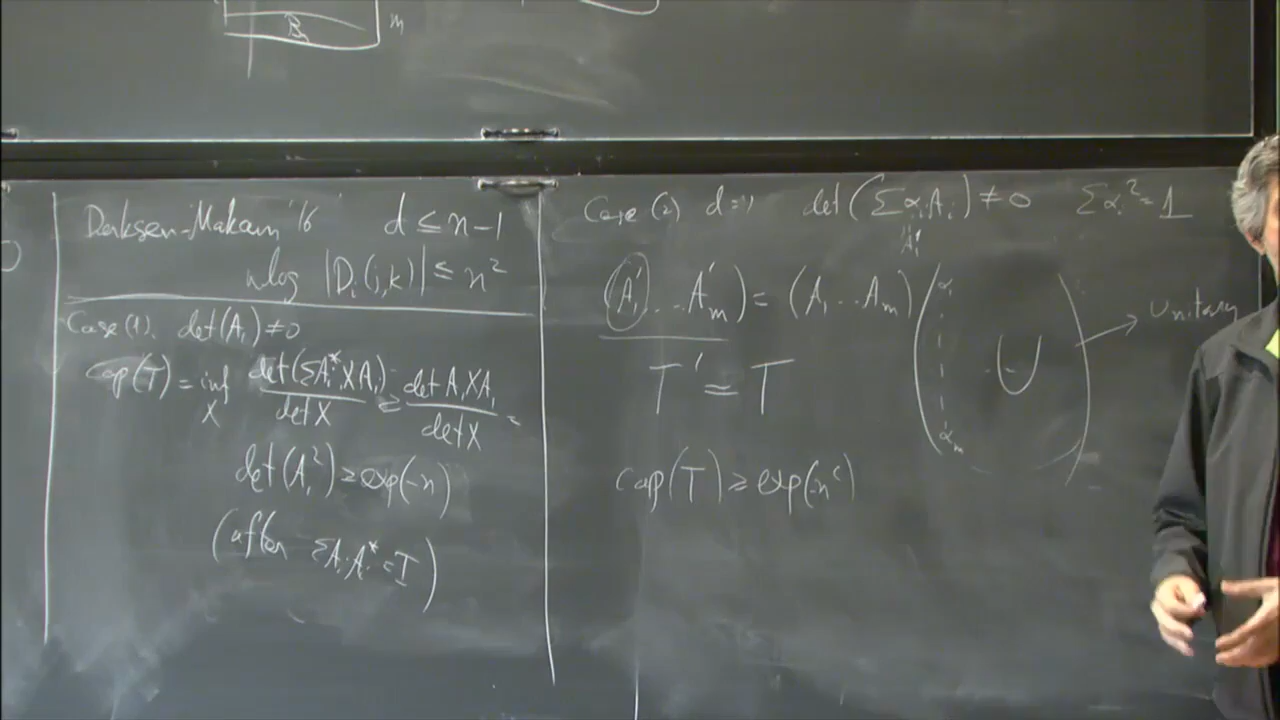 B m
Derksen-Makam '16 d ≤ n-1
wlog |D_i(j,k)| ≤ n^2
Case (1). det(A_1) ≠ 0
Cap(T) = inf_X det(ΣA_i^* X A_i) / det X ≥ det A_1 X A_1 / det X =
det(A_1^2) ≥ exp(-n)
(after ΣA_i A_i^* = I)
Case (2) d=1 det(Σα_i A_i) ≠ 0 Σα_i^2 = 1
A_1'
(A_1' ... A_m') = (A_1 ... A_m) (α_1 ... α_m U) → unitary
T' = T
cap(T) ≥ exp(-n^c)